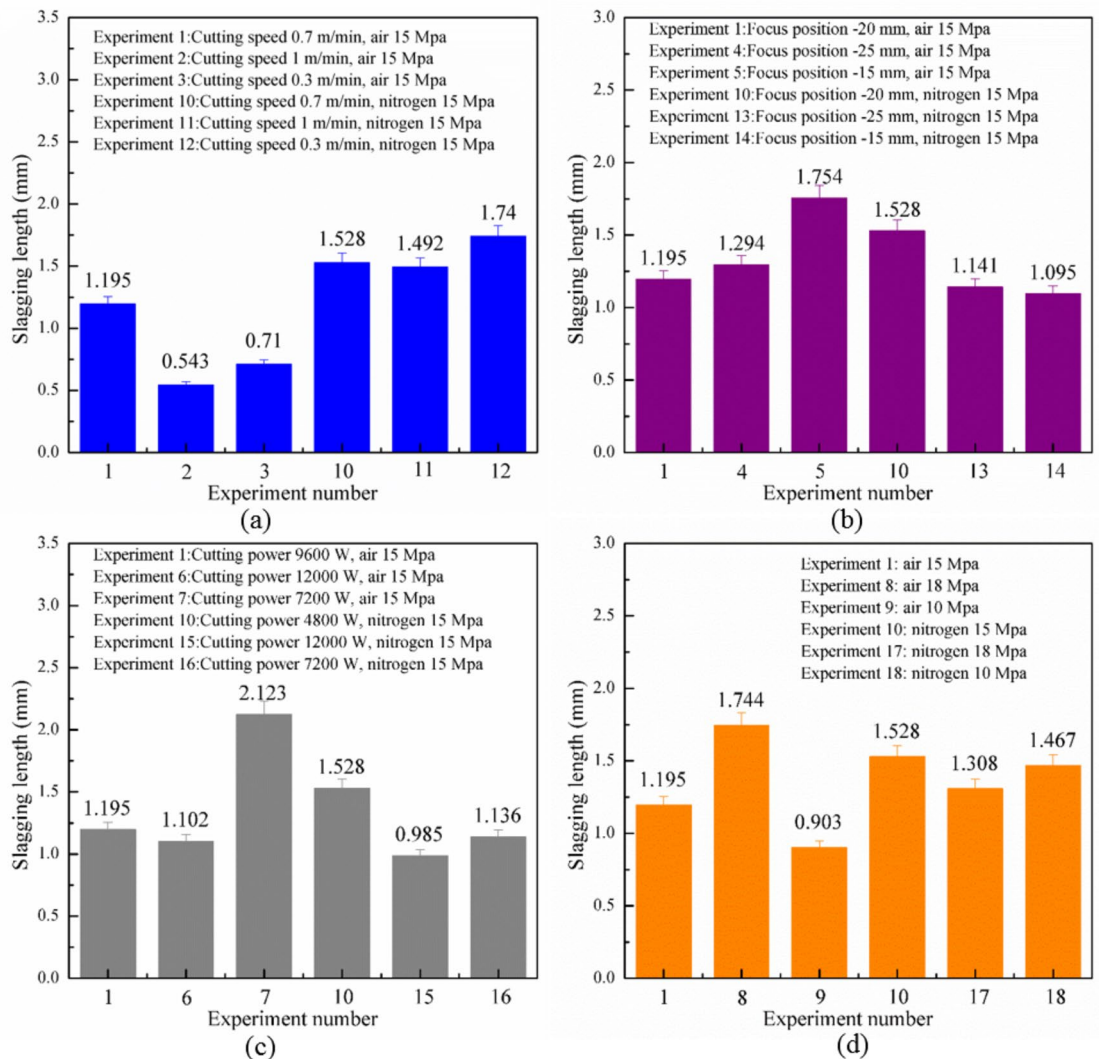 3.5
3.0
2.5
2.0
1.5
1.0
0.5
0.0
Slagging length (mm)
Experiment 1:Cutting speed 0.7 m/min, air 15 Mpa
Experiment 2:Cutting speed 1 m/min, air 15 Mpa
Experiment 3:Cutting speed 0.3 m/min, air 15 Mpa
Experiment 10:Cutting speed 0.7 m/min, nitrogen 15 Mpa
Experiment 11:Cutting speed 1 m/min, nitrogen 15 Mpa
Experiment 12:Cutting speed 0.3 m/min, nitrogen 15 Mpa
1.195
0.543
0.71
1.528
1.492
1.74
1 2 3 10 11 12
Experiment number
(a)
3.0
2.5
2.0
1.5
1.0
0.5
0.0
Slagging length (mm)
Experiment 1:Focus position -20 mm, air 15 Mpa
Experiment 4:Focus position -25 mm, air 15 Mpa
Experiment 5:Focus position -15 mm, air 15 Mpa
Experiment 10:Focus position -20 mm, nitrogen 15 Mpa
Experiment 13:Focus position -25 mm, nitrogen 15 Mpa
Experiment 14:Focus position -15 mm, nitrogen 15 Mpa
1.195
1.294
1.754
1.528
1.141
1.095
1 4 5 10 13 14
Experiment number
(b)
3.5
3.0
2.5
2.0
1.5
1.0
0.5
0.0
Slagging length (mm)
Experiment 1:Cutting power 9600 W, air 15 Mpa
Experiment 6:Cutting power 12000 W, air 15 Mpa
Experiment 7:Cutting power 7200 W, air 15 Mpa
Experiment 10:Cutting power 4800 W, nitrogen 15 Mpa
Experiment 15:Cutting power 12000 W, nitrogen 15 Mpa
Experiment 16:Cutting power 7200 W, nitrogen 15 Mpa
1.195
1.102
2.123
1.528
0.985
1.136
1 6 7 10 15 16
Experiment number
(c)
3.0
2.5
2.0
1.5
1.0
0.5
0.0
Slagging length (mm)
Experiment 1: air 15 Mpa
Experiment 8: air 18 Mpa
Experiment 9: air 10 Mpa
Experiment 10: nitrogen 15 Mpa
Experiment 17: nitrogen 18 Mpa
Experiment 18: nitrogen 10 Mpa
1.195
1.744
0.903
1.528
1.308
1.467
1 8 9 10 17 18
Experiment number
(d)